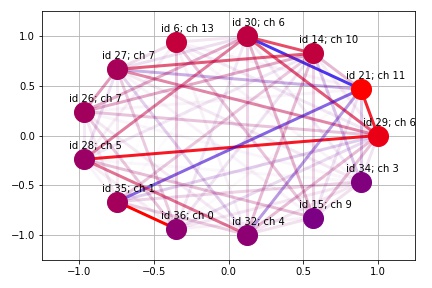 id 30; ch 6
id 6; ch 13
id 14; ch 10
id 27; ch 7
id 21; ch 11
id 26; ch 7
id 29; ch 6
id 28; ch 5
id 34; ch 3
id 35; ch 1
id 36; ch 0
id 32; ch 4
id 15; ch 9
1.0
0.5
0.0
−0.5
−1.0
−1.0
−0.5
0.0
0.5
1.0